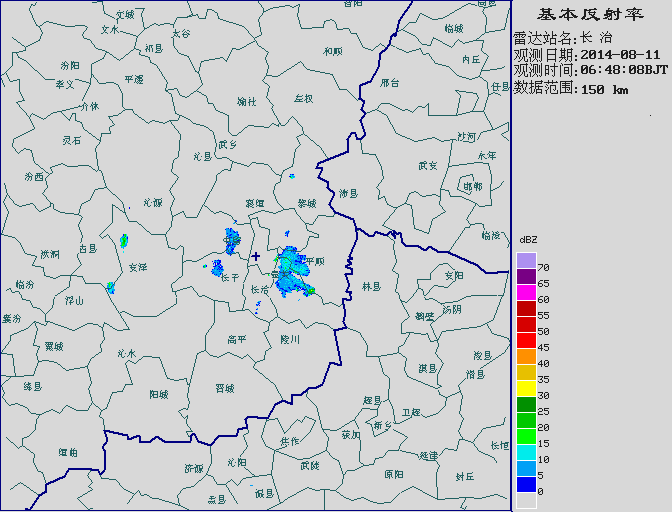 基本反射率
雷达站名:长 治
观测日期:2014-08-11
观测时间:06:48:08BJT
数据范围:150 km
dBZ
70
65
60
55
50
45
40
35
30
25
20
15
10
5
0
文城
文水
太谷
祁县
昔阳
和顺
临城
内丘
邢台
任县
汾阳
孝义
平遥
介休
榆社
左权
灵石
武乡
沁县
沙河
永年
武安
邯郸
汾西
沁源
襄垣
黎城
涉县
临漳
洪洞
古县
安泽
长子
平顺
长治
林县
安阳
汤阴
鹤壁
临汾
浮山
襄汾
翼城
沁水
高平
陵川
浚县
淇县
滑县
绛县
阳城
晋城
辉县
卫辉
新乡
获加
焦作
垣曲
济源
沁阳
武陟
延建
长恒
原阳
封丘
孟县
温县